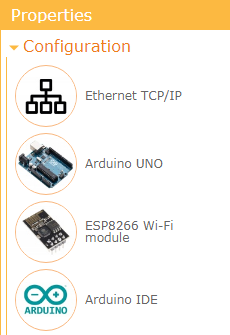 Properties
Configuration
Ethernet TCP/IP
Arduino UNO
ESP8266 Wi-Fi
module
ARDUINO
Arduino IDE